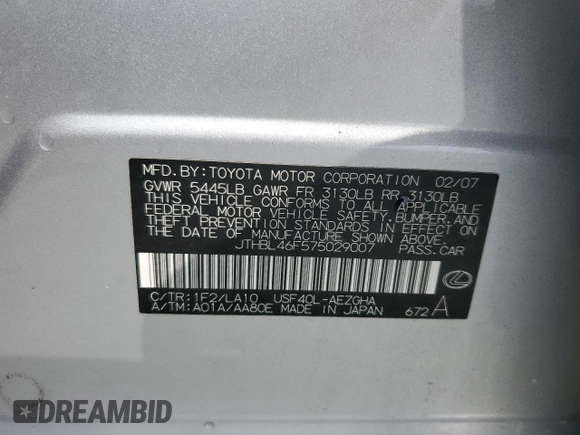 MFD. BY: TOYOTA MOTOR CORPORATION 02/07
GVWR 5445LB GAWR FR 3130LB RR 3130LB
THIS VEHICLE CONFORMS TO ALL APPLICABLE
FEDERAL MOTOR VEHICLE SAFETY, BUMPER, AND
THEFT PREVENTION STANDARDS IN EFFECT ON
THE DATE OF MANUFACTURE SHOWN ABOVE.
JTHBL46F575029007 PASS. CAR
C/TR: 1F2/LA10 USF40L-AEZGHA
A/TM: A01A/AA80E MADE IN JAPAN 672 A
DREAMBID